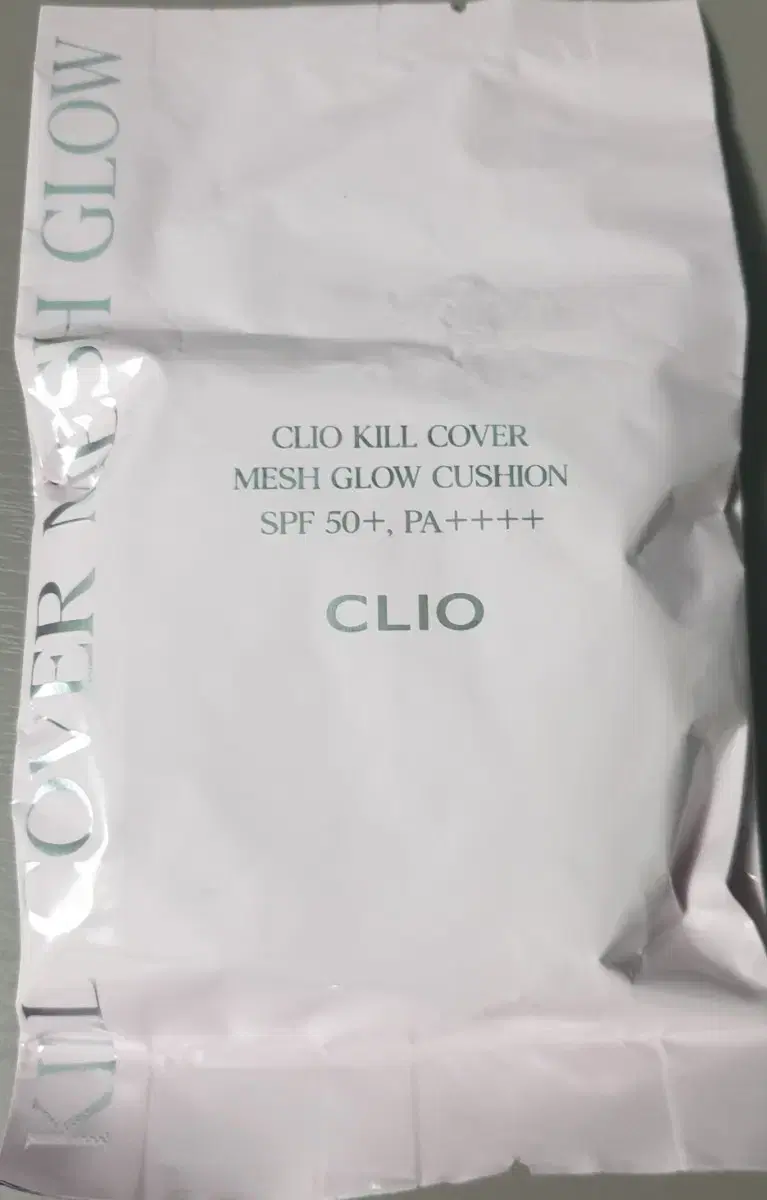 KILL COVER MESH GLOW
CLIO KILL COVER
MESH GLOW CUSHION
SPF 50+, PA++++
CLIO